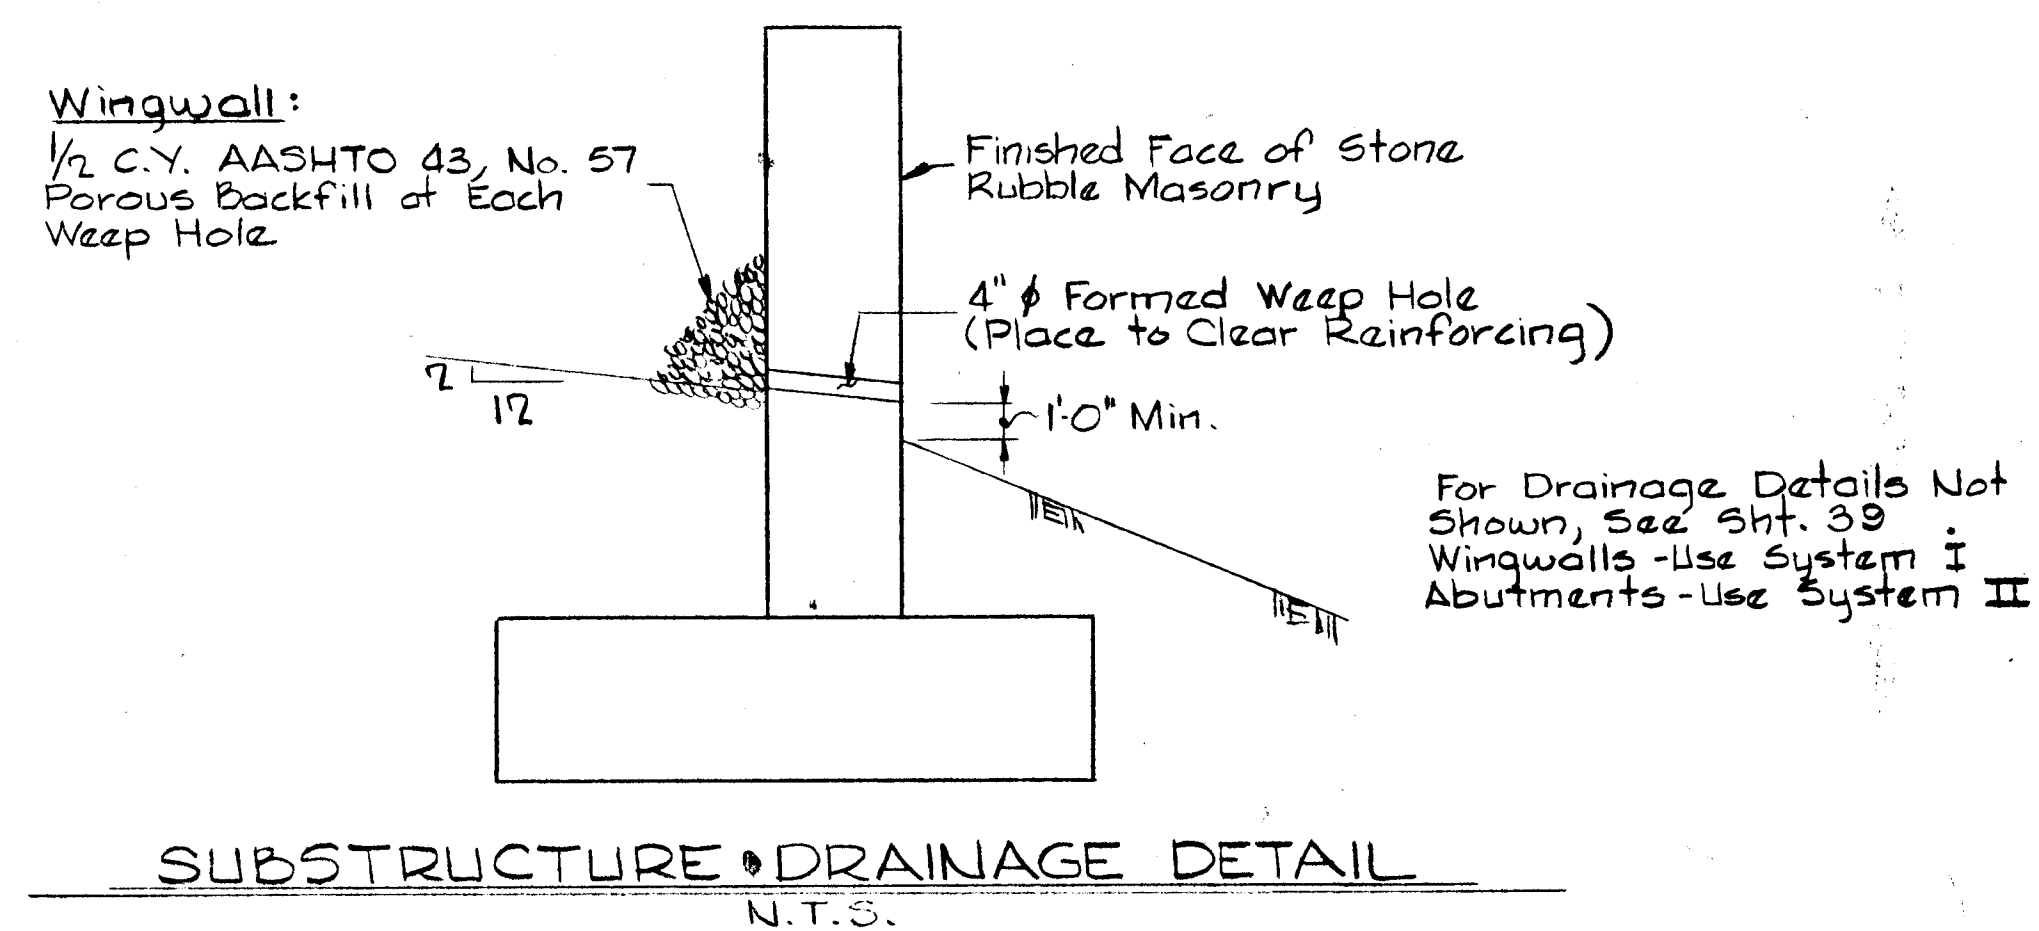 Wingwall:
1/2 C.Y. AASHTO 43, No. 57
Porous Backfill at Each
Weep Hole
Finished Face of Stone
Rubble Masonry
4" ϕ Formed Weep Hole
(Place to Clear Reinforcing)
2
12
1'-0" Min.
For Drainage Details Not
Shown, See Sht. 39
Wingwalls - Use System I
Abutments - Use System II
SUBSTRUCTURE • DRAINAGE DETAIL
N.T.S.